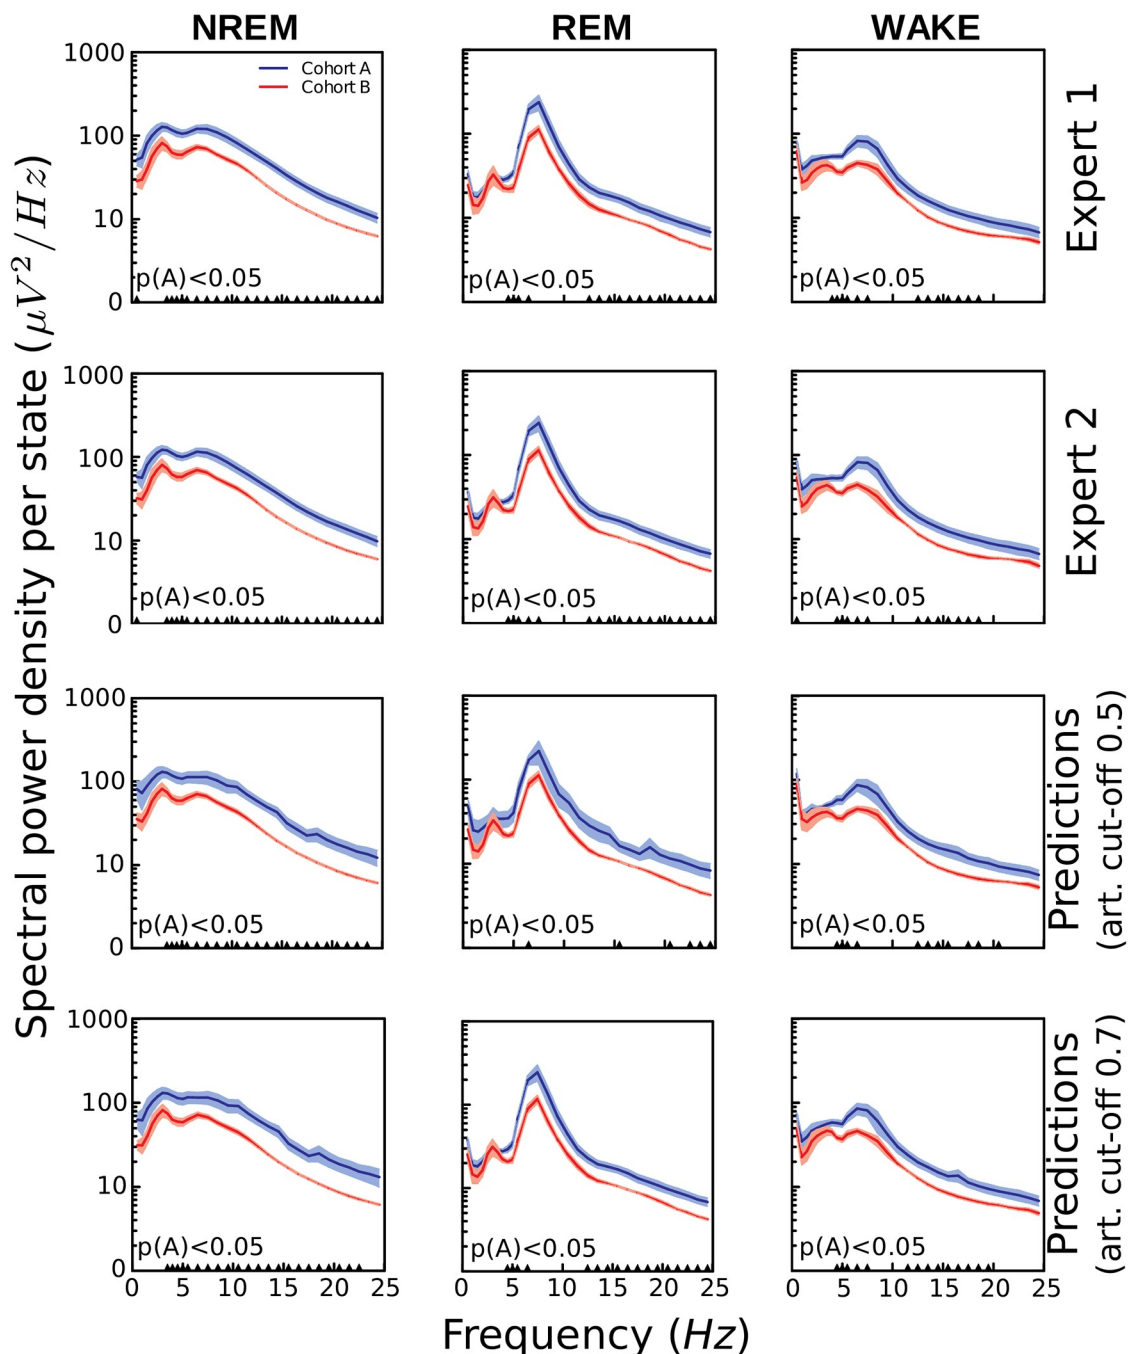 NREM REM WAKE
Spectral power density per state (μV²/Hz)
1000
100
10
0
Cohort A
Cohort B
p(A)<0.05
p(A)<0.05
p(A)<0.05
Expert 1
1000
100
10
0
p(A)<0.05
p(A)<0.05
p(A)<0.05
Expert 2
1000
100
10
0
p(A)<0.05
p(A)<0.05
p(A)<0.05
Predictions
(art. cut-off 0.5)
1000
100
10
0
p(A)<0.05
p(A)<0.05
p(A)<0.05
Predictions
(art. cut-off 0.7)
0 5 10 15 20 25
0 5 10 15 20 25
0 5 10 15 20 25
Frequency (Hz)